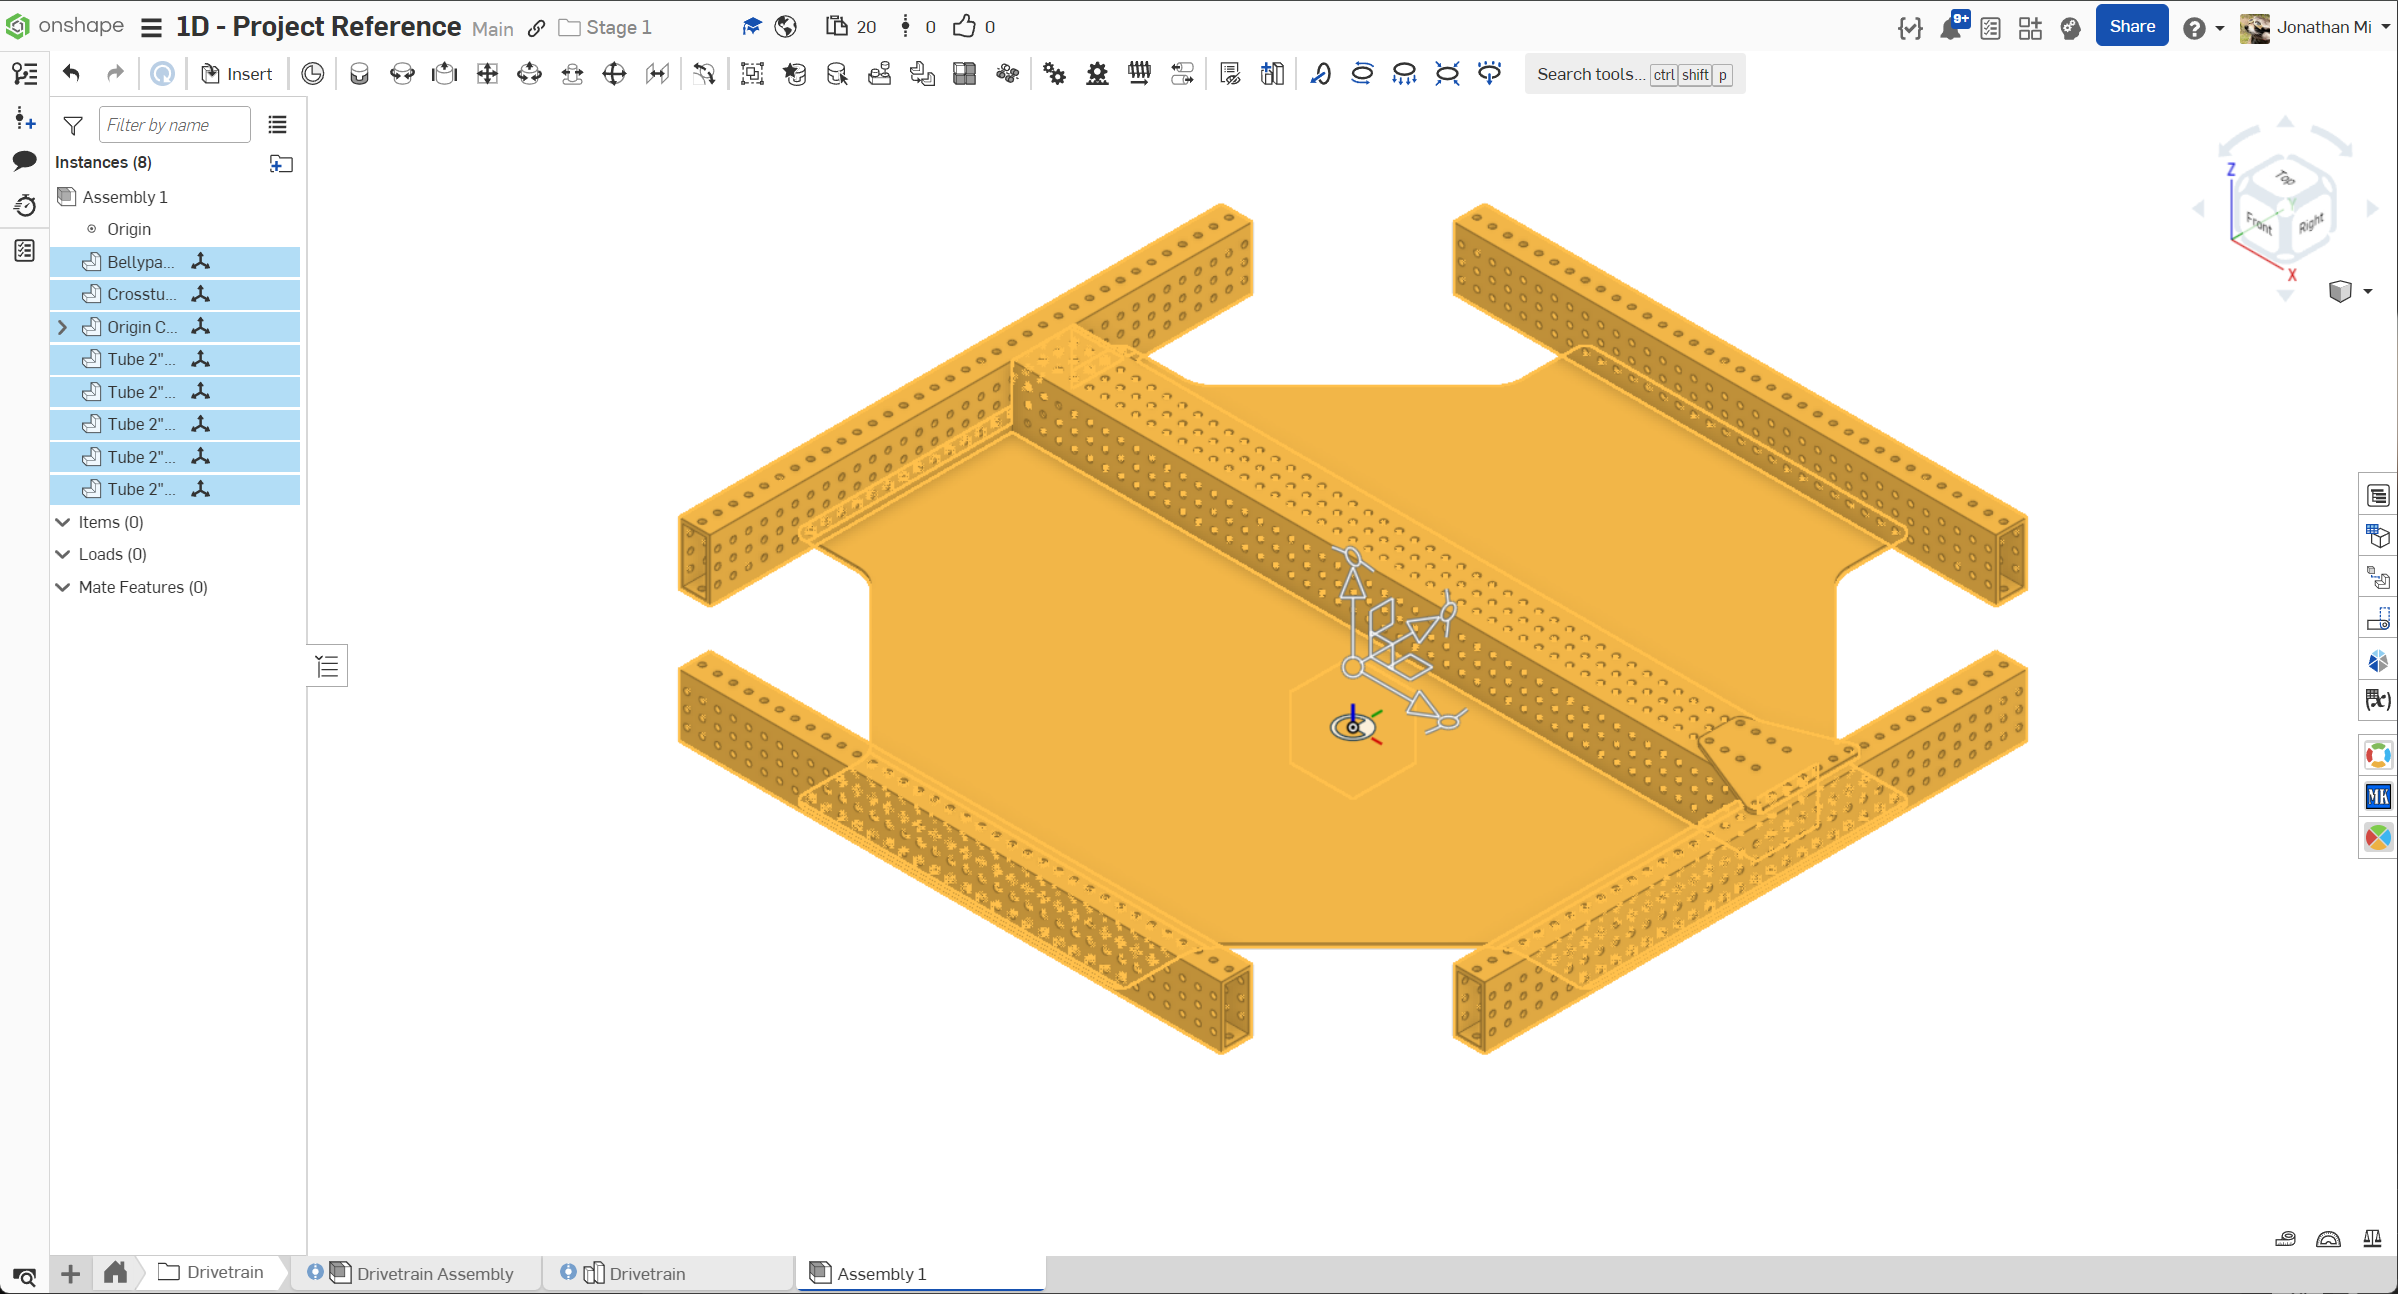 onshape 1D - Project Reference Main Stage 1 20 0 0 9+ Share Jonathan Mi
Insert Search tools... ctrl shift p
Filter by name
Instances (8)
Assembly 1
Origin
Bellypa...
Crosstu...
Origin C...
Tube 2"...
Tube 2"...
Tube 2"...
Tube 2"...
Tube 2"...
Items (0)
Loads (0)
Mate Features (0)
Z
Top
Y
Front
Right
X
(x)
MK
Drivetrain Drivetrain Assembly Drivetrain Assembly 1